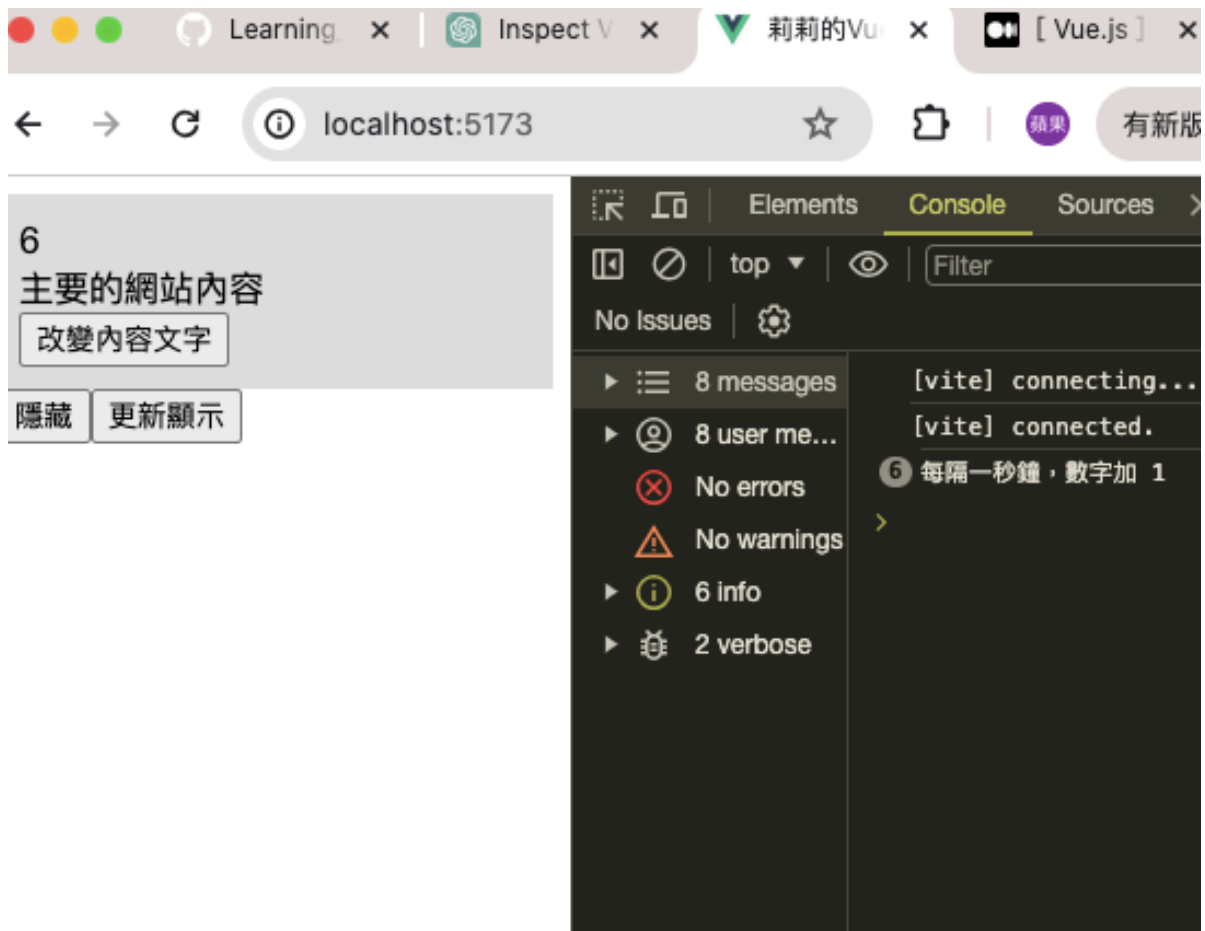 Learning_
Inspect V
莉莉的Vu
[ Vue.js ]
localhost:5173
蘋果
有新版
6
主要的網站內容
改變內容文字
隱藏
更新顯示
Elements
Console
Sources
top
Filter
No Issues
8 messages
8 user me...
No errors
No warnings
6 info
2 verbose
[vite] connecting...
[vite] connected.
6 每隔一秒鐘，數字加 1